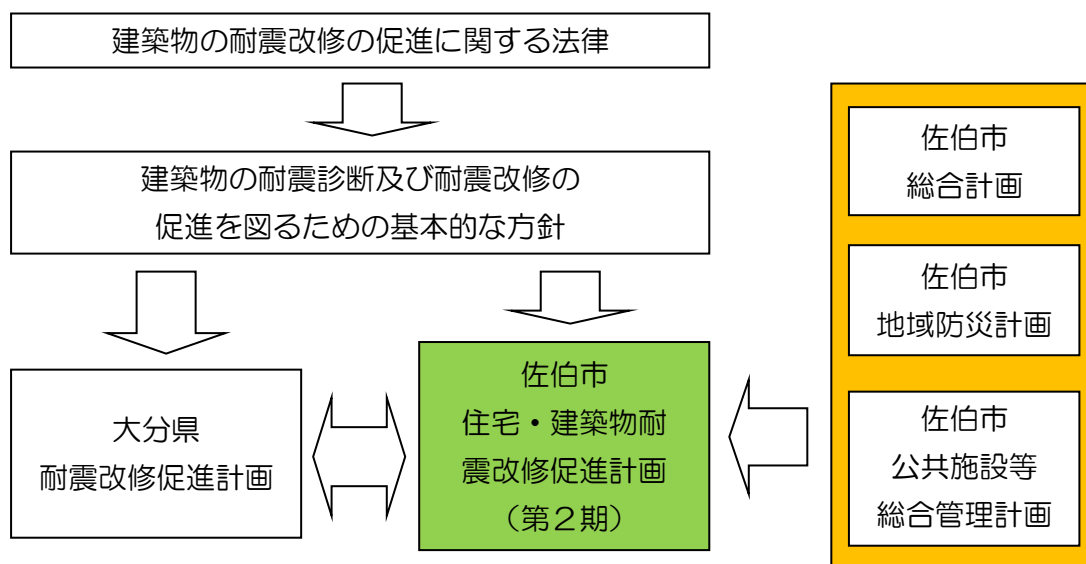 建築物の耐震改修の促進に関する法律
建築物の耐震診断及び耐震改修の
促進を図るための基本的な方針
大分県
耐震改修促進計画
佐伯市
住宅・建築物耐
震改修促進計画
（第２期）
佐伯市
総合計画
佐伯市
地域防災計画
佐伯市
公共施設等
総合管理計画